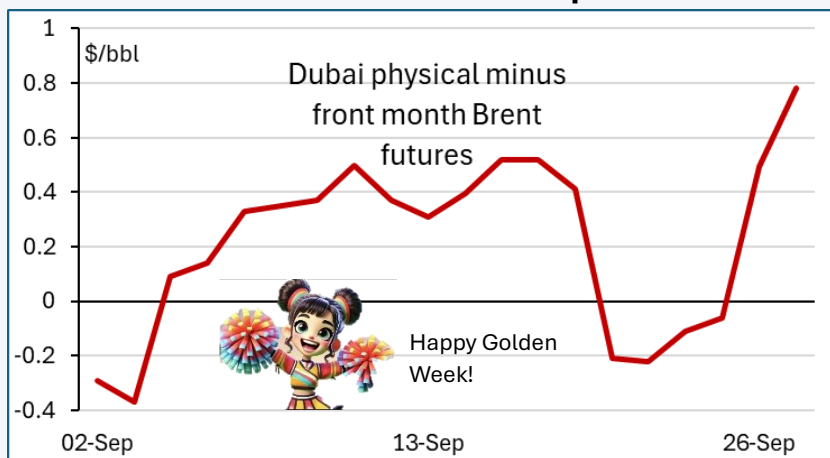 1
$/bbl
0.8
Dubai physical minus
front month Brent
futures
0.6
0.4
0.2
0
-0.2
-0.4
Happy Golden
Week!
02-Sep
13-Sep
26-Sep